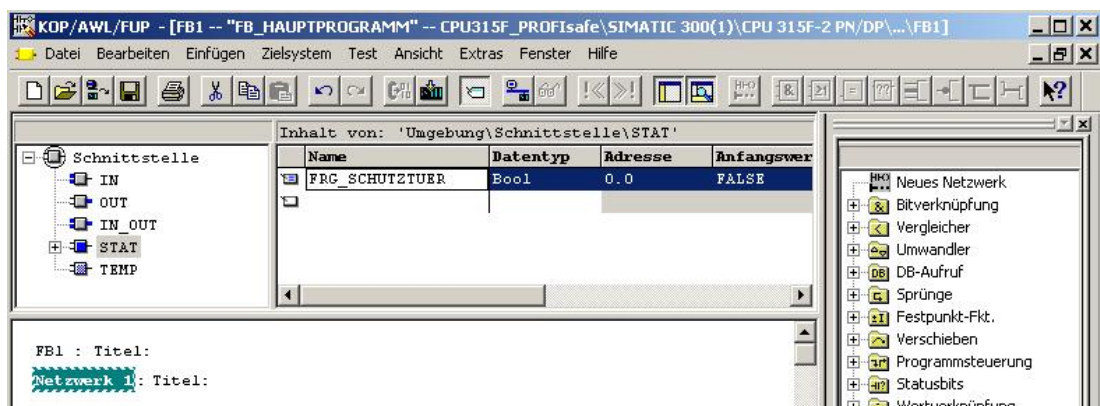 KOP/AWL/FUP - [FB1 -- "FB_HAUPTPROGRAMM" -- CPU315F_PROFIsafe\SIMATIC 300(1)\CPU 315F-2 PN/DP\...\FB1]
Datei Bearbeiten Einfügen Zielsystem Test Ansicht Extras Fenster Hilfe
Inhalt von: 'Umgebung\Schnittstelle\STAT'
Name Datentyp Adresse Anfangswer
FRG_SCHUTZTUER Bool 0.0 FALSE
Schnittstelle
IN
OUT
IN_OUT
STAT
TEMP
FB1 : Titel:
Netzwerk 1: Titel:
Neues Netzwerk
Bitverknüpfung
Vergleicher
Umwandler
DB-Aufruf
Sprünge
Festpunkt-Fkt.
Verschieben
Programmsteuerung
Statusbits
Wortverknüpfung